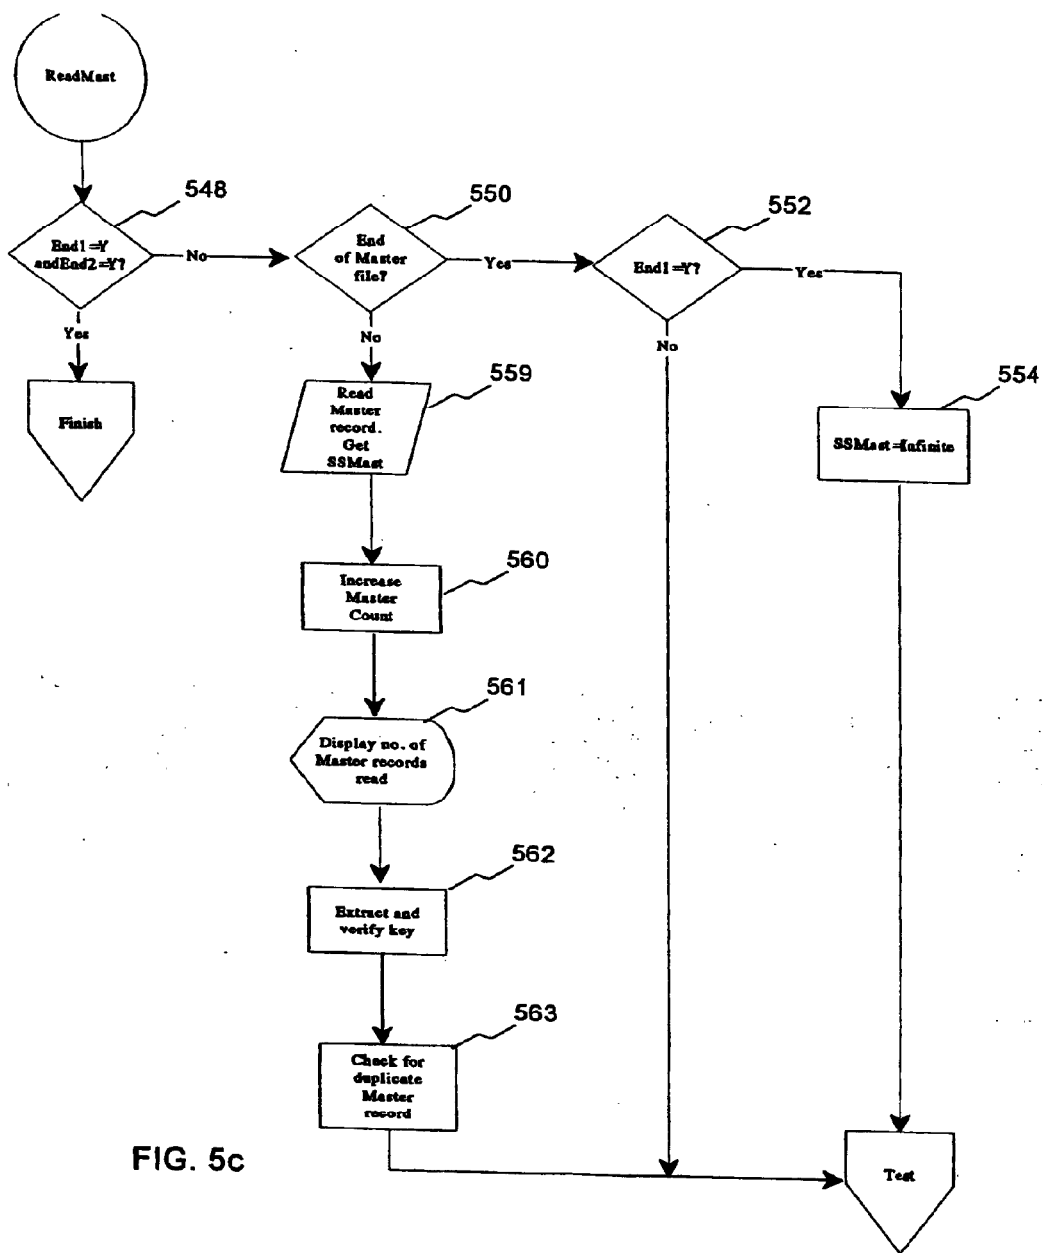 ReadMast
548
550
552
End1=Y
andEnd2=Y?
No
End
of Master
file?
Yes
End1=Y?
Yes
Yes
No
No
559
554
Finish
Read
Master
record.
Get
SSMast
SSMast=Infinite
560
Increase
Master
Count
561
Display no. of
Master records
read
562
Extract and
verify key
563
Check for
duplicate
Master
record
FIG. 5c
Test